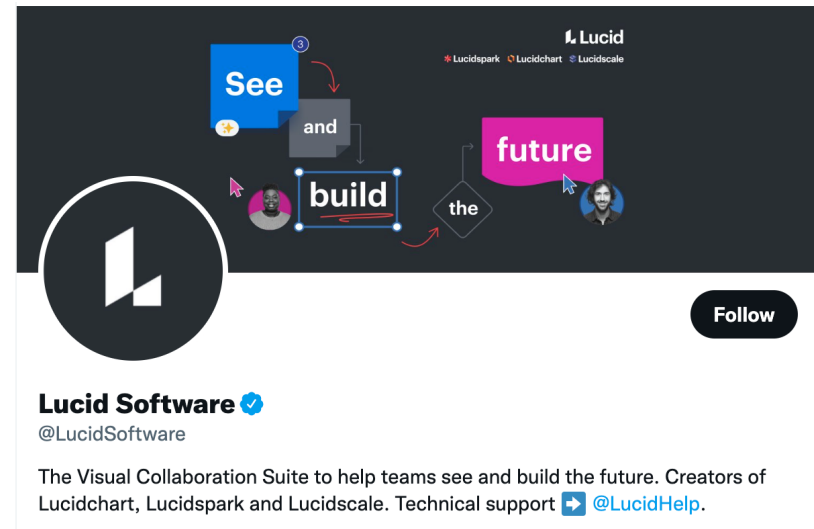 Lucid
Lucidspark Lucidchart Lucidscale
3
See
and
build
the
future
Follow
Lucid Software
@LucidSoftware
The Visual Collaboration Suite to help teams see and build the future. Creators of
Lucidchart, Lucidspark and Lucidscale. Technical support ➡️ @LucidHelp.